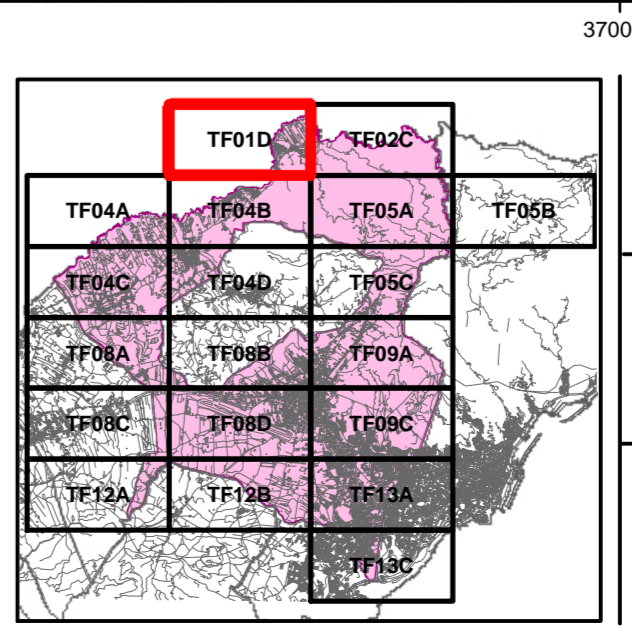 3700
TF01D TF02C
TF04A TF04B TF05A TF05B
TF04C TF04D TF05C
TF08A TF08B TF09A
TF08C TF08D TF09C
TF12A TF12B TF13A
TF13C